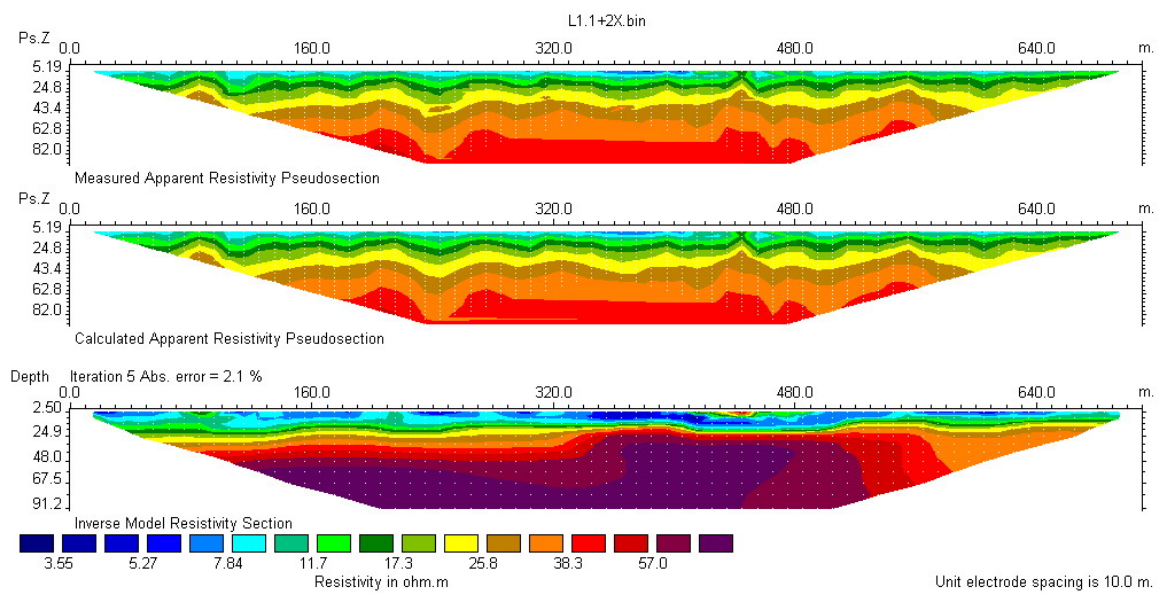 L1.1+2X.bin
Ps.Z 0.0 160.0 320.0 480.0 640.0 m.
5.19
24.8
43.4
62.8
82.0
Measured Apparent Resistivity Pseudosection
Ps.Z 0.0 160.0 320.0 480.0 640.0 m.
5.19
24.8
43.4
62.8
82.0
Calculated Apparent Resistivity Pseudosection
Depth Iteration 5 Abs. error = 2.1 %
0.0 160.0 320.0 480.0 640.0 m.
2.50
24.9
48.0
67.5
91.2
Inverse Model Resistivity Section
3.55 5.27 7.84 11.7 17.3 25.8 38.3 57.0
Resistivity in ohm.m Unit electrode spacing is 10.0 m.